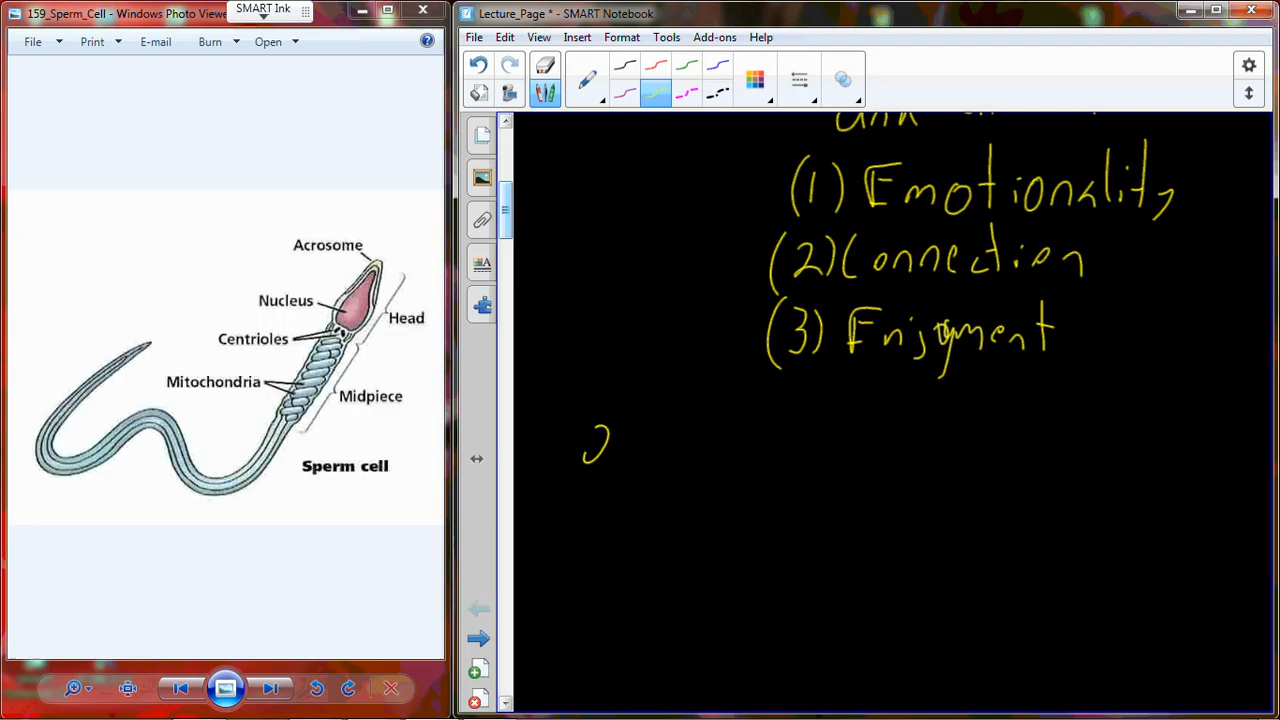 159_Sperm_Cell - Windows Photo Viewe
SMART Ink
File Print E-mail Burn Open
Acrosome
Nucleus
Head
Centrioles
Mitochondria
Midpiece
Sperm cell
Lecture_Page * - SMART Notebook
File Edit View Insert Format Tools Add-ons Help
(1) Emotionality
(2) Connection
(3) Enjoyment